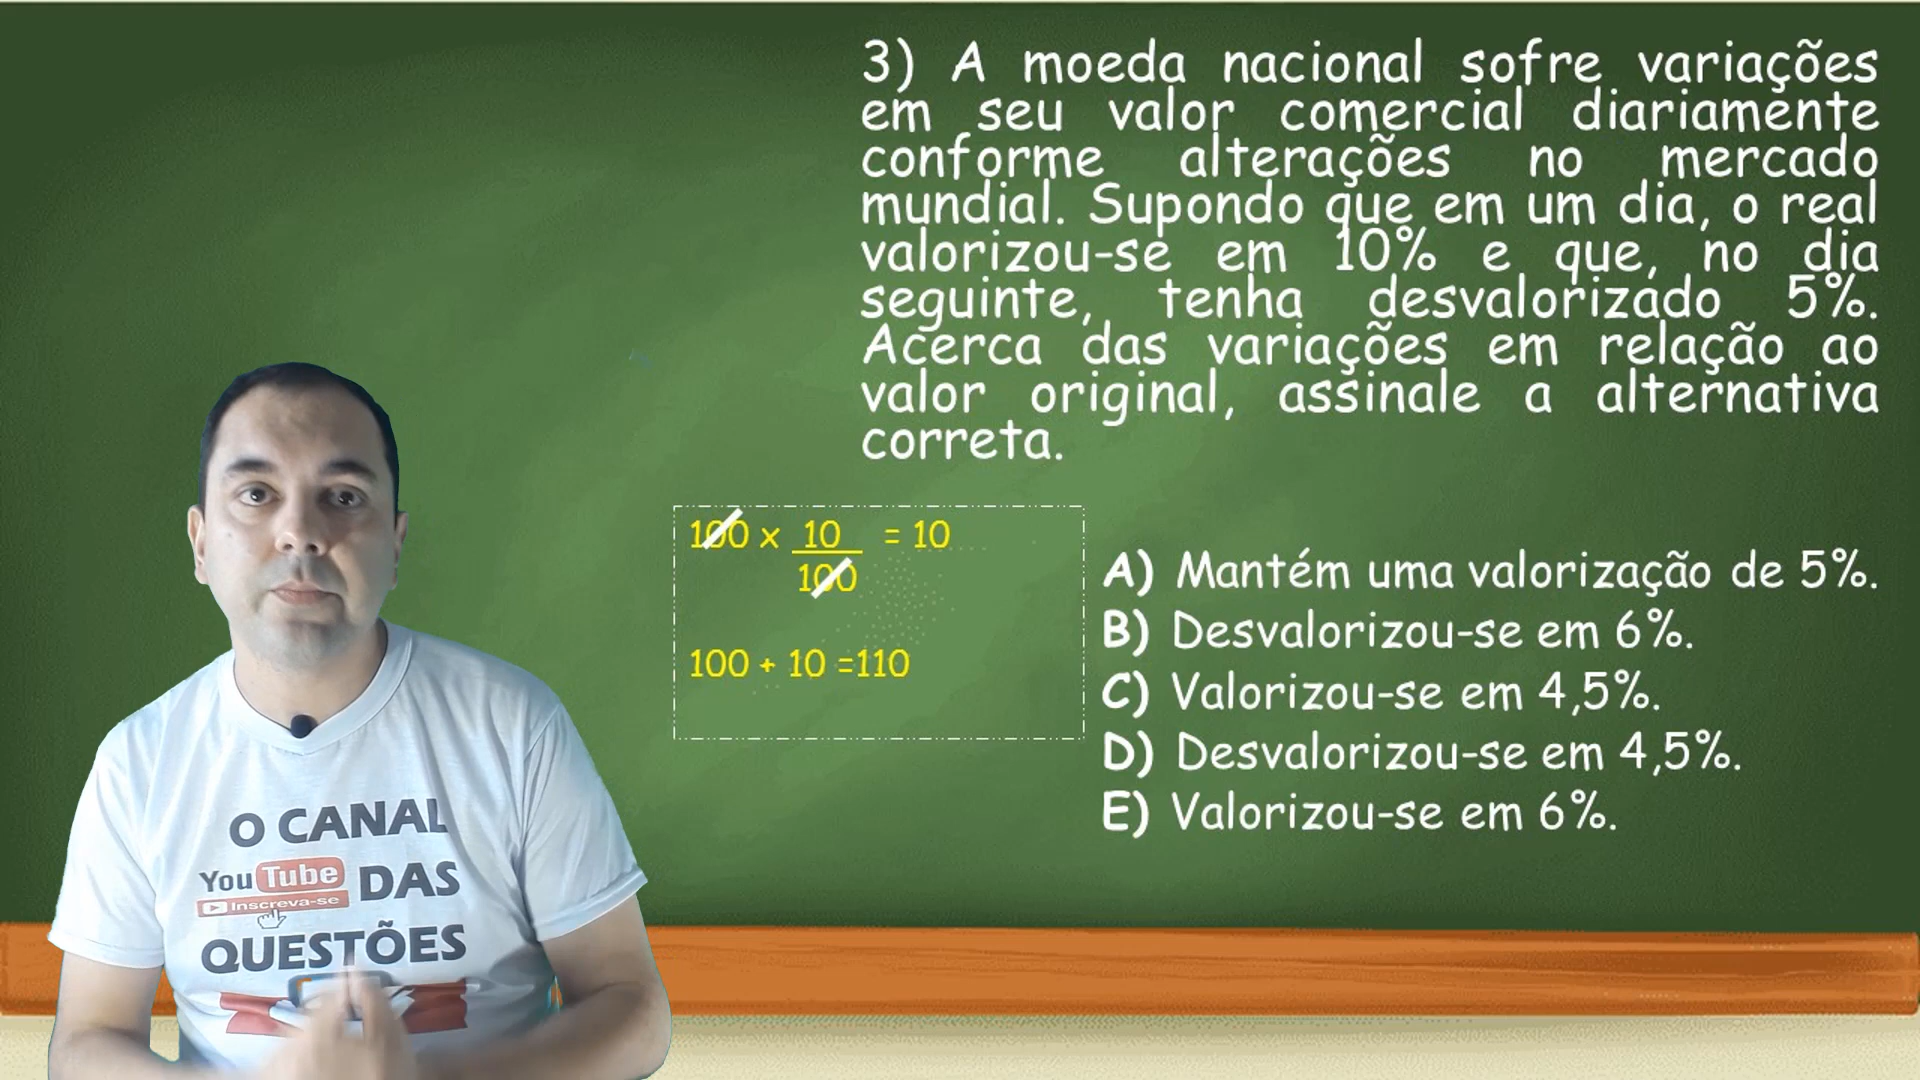 3) A moeda nacional sofre variações
em seu valor comercial diariamente
conforme alterações no mercado
mundial. Supondo que em um dia, o real
valorizou-se em 10% e que, no dia
seguinte, tenha desvalorizado 5%.
Acerca das variações em relação ao
valor original, assinale a alternativa
correta.
100 x 10 = 10
100
100 + 10 =110
A) Mantém uma valorização de 5%.
B) Desvalorizou-se em 6%.
C) Valorizou-se em 4,5%.
D) Desvalorizou-se em 4,5%.
E) Valorizou-se em 6%.
O CANAL
YouTube DAS
Inscreva-se
QUESTÕES